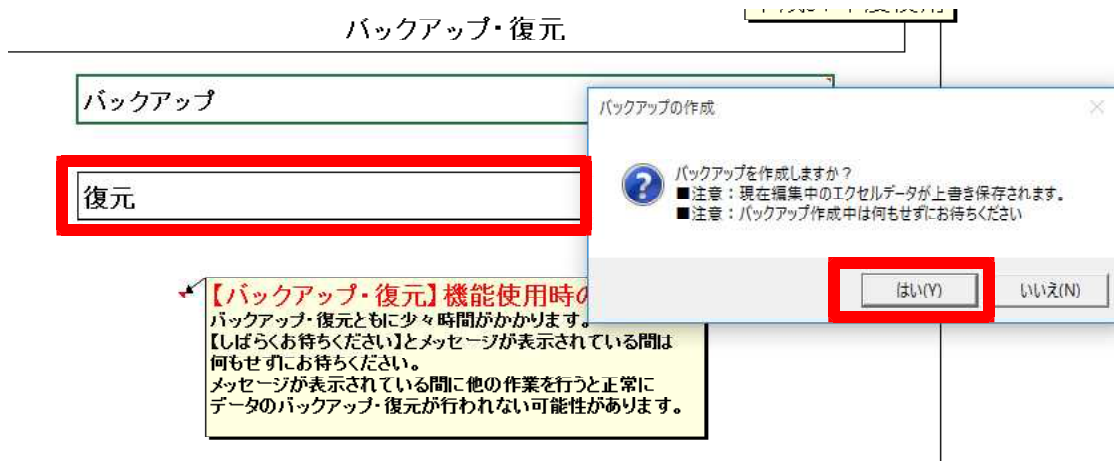 バックアップ・復元
バックアップ
復元
バックアップの作成
バックアップを作成しますか？
■注意：現在編集中のエクセルデータが上書き保存されます。
■注意：バックアップ作成中は何もせずにお待ちください
はい(Y)
いいえ(N)
【バックアップ・復元】機能使用時の
バックアップ・復元ともに少々時間がかかります。
【しばらくお待ちください】とメッセージが表示されている間は
何もせずにお待ちください。
メッセージが表示されている間に他の作業を行うと正常に
データのバックアップ・復元が行われない可能性があります。